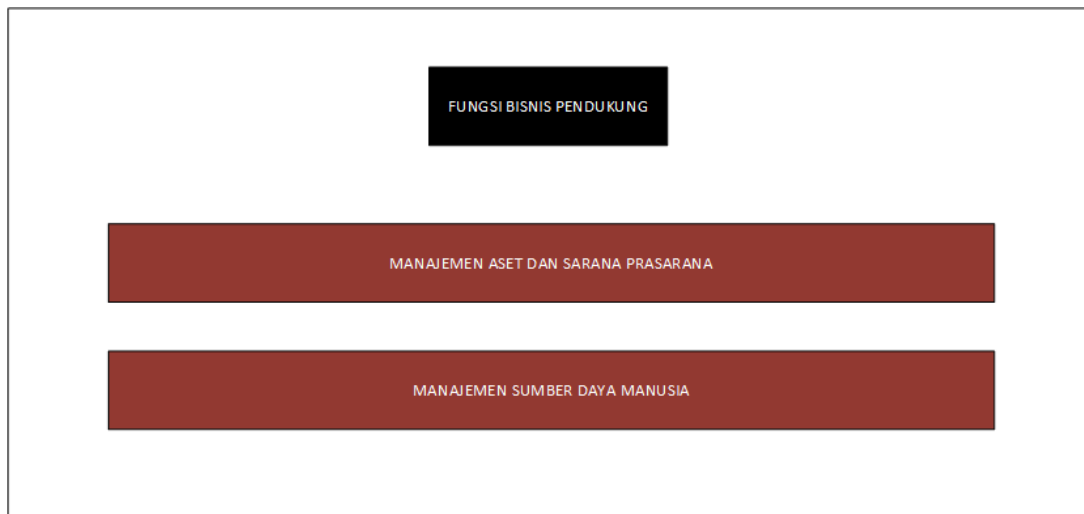 FUNGSI BISNIS PENDUKUNG
MANAJEMEN ASET DAN SARANA PRASARANA
MANAJEMEN SUMBER DAYA MANUSIA